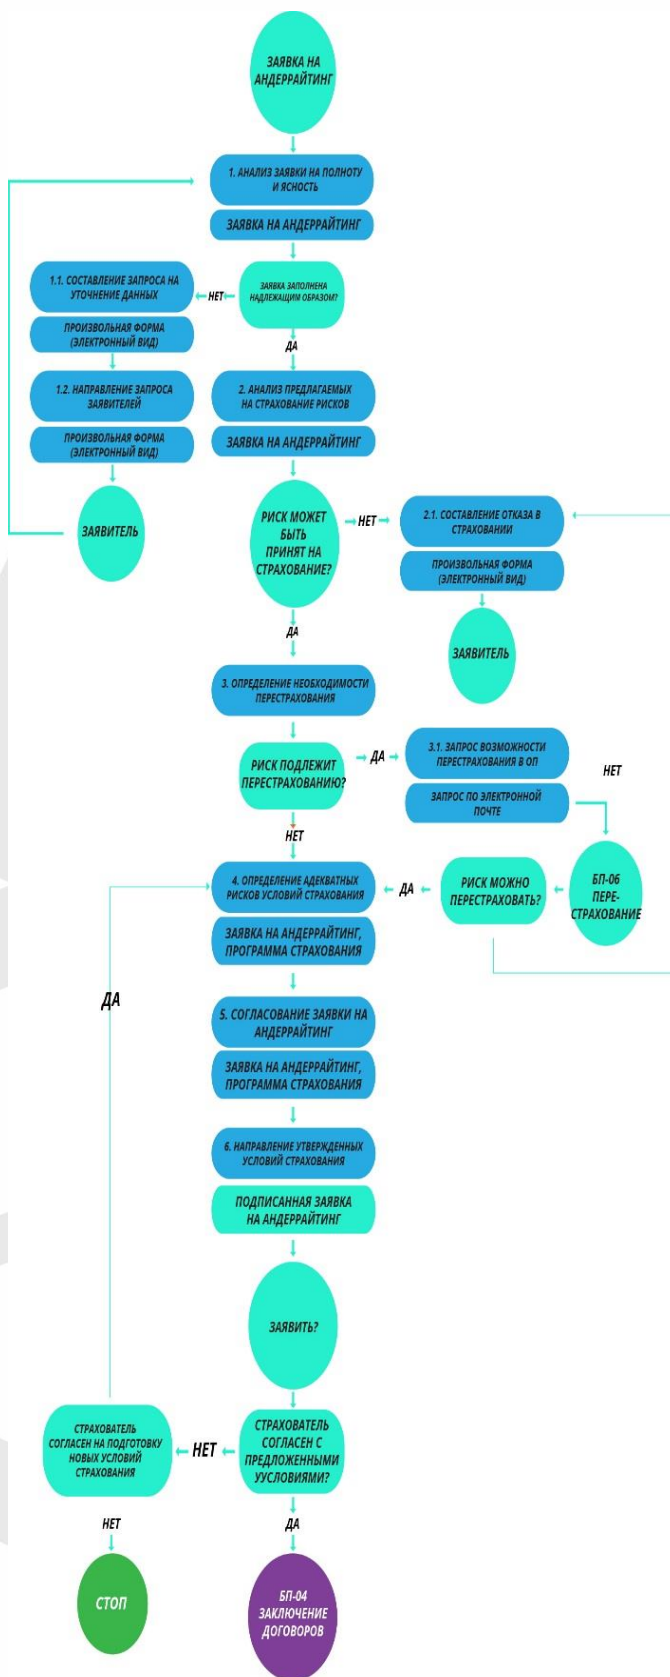 ЗАЯВКА НА
АНДЕРРАЙТИНГ
1. АНАЛИЗ ЗАЯВКИ НА ПОЛНОТУ
И ЯСНОСТЬ
ЗАЯВКА НА АНДЕРРАЙТИНГ
1.1. СОСТАВЛЕНИЕ ЗАПРОСА НА
УТОЧНЕНИЕ ДАННЫХ
НЕТ
ЗАЯВКА ЗАПОЛНЕНА
НАДЛЕЖАЩИМ ОБРАЗОМ?
ПРОИЗВОЛЬНАЯ ФОРМА
(ЭЛЕКТРОННЫЙ ВИД)
ДА
1.2. НАПРАВЛЕНИЕ ЗАПРОСА
ЗАЯВИТЕЛЕЙ
2. АНАЛИЗ ПРЕДЛАГАЕМЫХ
НА СТРАХОВАНИЕ РИСКОВ
ПРОИЗВОЛЬНАЯ ФОРМА
(ЭЛЕКТРОННЫЙ ВИД)
ЗАЯВКА НА АНДЕРРАЙТИНГ
ЗАЯВИТЕЛЬ
РИСК МОЖЕТ
БЫТЬ
ПРИНЯТ НА
СТРАХОВАНИЕ?
НЕТ
2.1. СОСТАВЛЕНИЕ ОТКАЗА В
СТРАХОВАНИИ
ПРОИЗВОЛЬНАЯ ФОРМА
(ЭЛЕКТРОННЫЙ ВИД)
ДА
ЗАЯВИТЕЛЬ
3. ОПРЕДЕЛЕНИЕ НЕОБХОДИМОСТИ
ПЕРЕСТРАХОВАНИЯ
РИСК ПОДЛЕЖИТ
ПЕРЕСТРАХОВАНИЮ?
ДА
3.1. ЗАПРОС ВОЗМОЖНОСТИ
ПЕРЕСТРАХОВАНИЯ В ОП
НЕТ
ЗАПРОС ПО ЭЛЕКТРОННОЙ
ПОЧТЕ
НЕТ
4. ОПРЕДЕЛЕНИЕ АДЕКВАТНЫХ
РИСКОВ УСЛОВИЙ СТРАХОВАНИЯ
ДА
РИСК МОЖНО
ПЕРЕСТРАХОВАТЬ?
БП-06
ПЕРЕ-
СТРАХОВАНИЕ
ЗАЯВКА НА АНДЕРРАЙТИНГ,
ПРОГРАММА СТРАХОВАНИЯ
ДА
5. СОГЛАСОВАНИЕ ЗАЯВКИ НА
АНДЕРРАЙТИНГ
ЗАЯВКА НА АНДЕРРАЙТИНГ,
ПРОГРАММА СТРАХОВАНИЯ
6. НАПРАВЛЕНИЕ УТВЕРЖДЕННЫХ
УСЛОВИЙ СТРАХОВАНИЯ
ПОДПИСАННАЯ ЗАЯВКА
НА АНДЕРРАЙТИНГ
ЗАЯВИТЬ?
СТРАХОВАТЕЛЬ
СОГЛАСЕН НА ПОДГОТОВКУ
НОВЫХ УСЛОВИЙ
СТРАХОВАНИЯ
НЕТ
СТРАХОВАТЕЛЬ
СОГЛАСЕН С
ПРЕДЛОЖЕННЫМИ
УУСЛОВИЯМИ?
НЕТ
ДА
СТОП
БП-04
ЗАКЛЮЧЕНИЕ
ДОГОВОРОВ